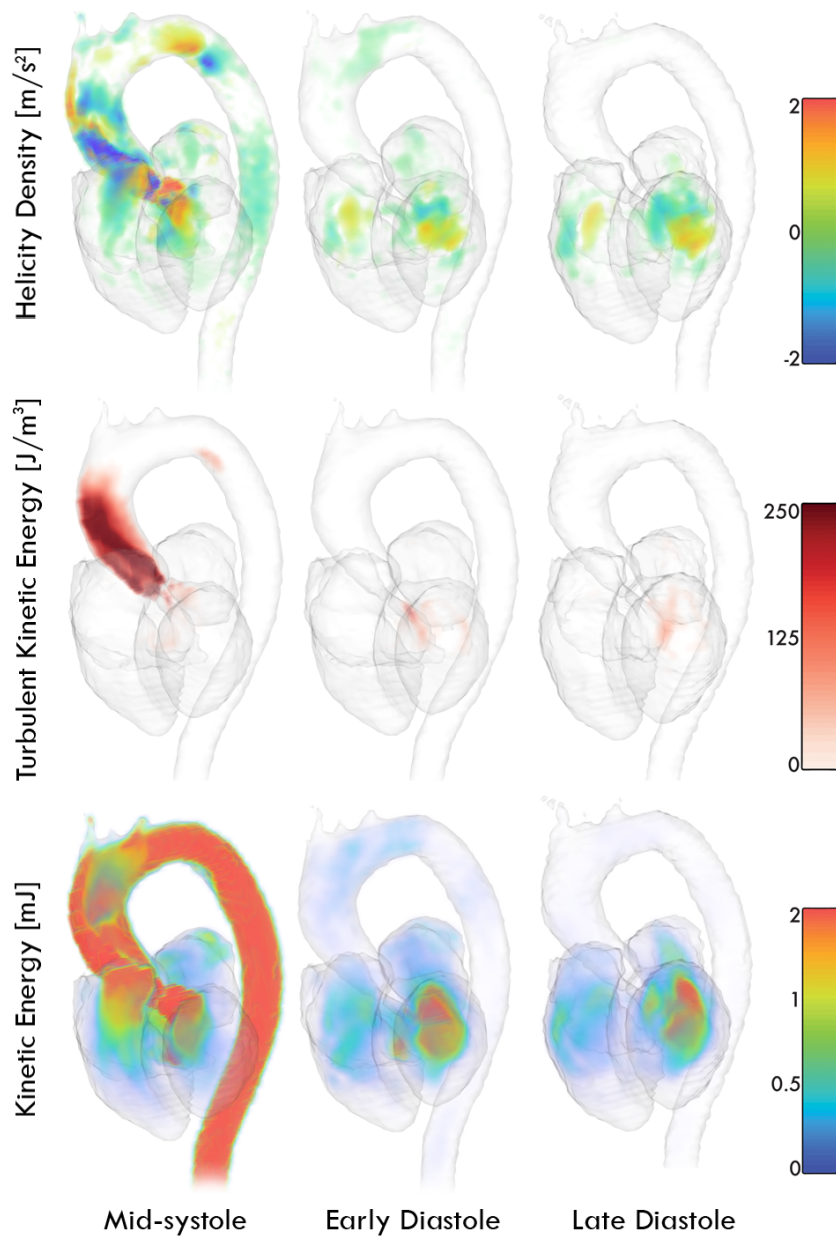 Helicity Density [m/s²]
2
0
-2
Turbulent Kinetic Energy [J/m³]
250
125
0
Kinetic Energy [mJ]
2
1
0.5
0
Mid-systole Early Diastole Late Diastole